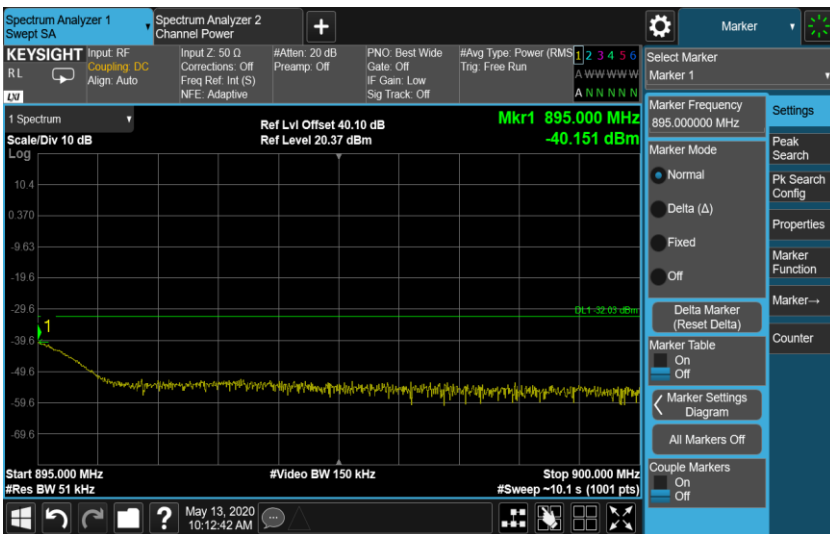 Spectrum Analyzer 1
Swept SA
Spectrum Analyzer 2
Channel Power
Marker
KEYSIGHT
RL
LXI
Input: RF
Coupling: DC
Align: Auto
Input Z: 50 Ω
Corrections: Off
Freq Ref: Int (S)
NFE: Adaptive
#Atten: 20 dB
Preamp: Off
PNO: Best Wide
Gate: Off
IF Gain: Low
Sig Track: Off
#Avg Type: Power (RMS
Trig: Free Run
1 2 3 4 5 6
A W W W W W
A N N N N N
1 Spectrum
Scale/Div 10 dB
Log
Ref Lvl Offset 40.10 dB
Ref Level 20.37 dBm
Mkr1 895.000 MHz
-40.151 dBm
10.4
0.370
-9.63
-19.6
-29.6
-39.6
-49.6
-59.6
-69.6
DL1 -32.03 dBm
1
Start 895.000 MHz
#Res BW 51 kHz
#Video BW 150 kHz
Stop 900.000 MHz
#Sweep ~10.1 s (1001 pts)
?
May 13, 2020
10:12:42 AM
Select Marker
Marker 1
Marker Frequency
895.000000 MHz
Marker Mode
Normal
Delta (Δ)
Fixed
Off
Delta Marker
(Reset Delta)
Marker Table
On
Off
Marker Settings
Diagram
All Markers Off
Couple Markers
On
Off
Settings
Peak
Search
Pk Search
Config
Properties
Marker
Function
Marker→
Counter